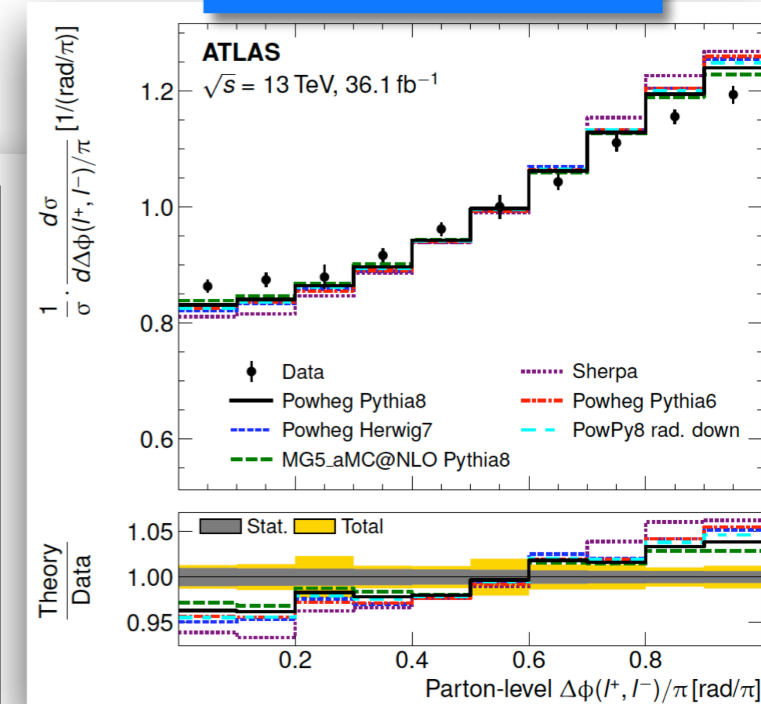 ATLAS
√s = 13 TeV, 36.1 fb⁻¹
1/σ · dσ/dΔϕ(l⁺, l⁻)/π [1/(rad/π)]
1.2
1.0
0.8
0.6
Data
Powheg Pythia8
Powheg Herwig7
MG5_aMC@NLO Pythia8
Sherpa
Powheg Pythia6
PowPy8 rad. down
Theory
Data
1.05
1.00
0.95
Stat. Total
0.2 0.4 0.6 0.8
Parton-level Δϕ(l⁺, l⁻)/π [rad/π]